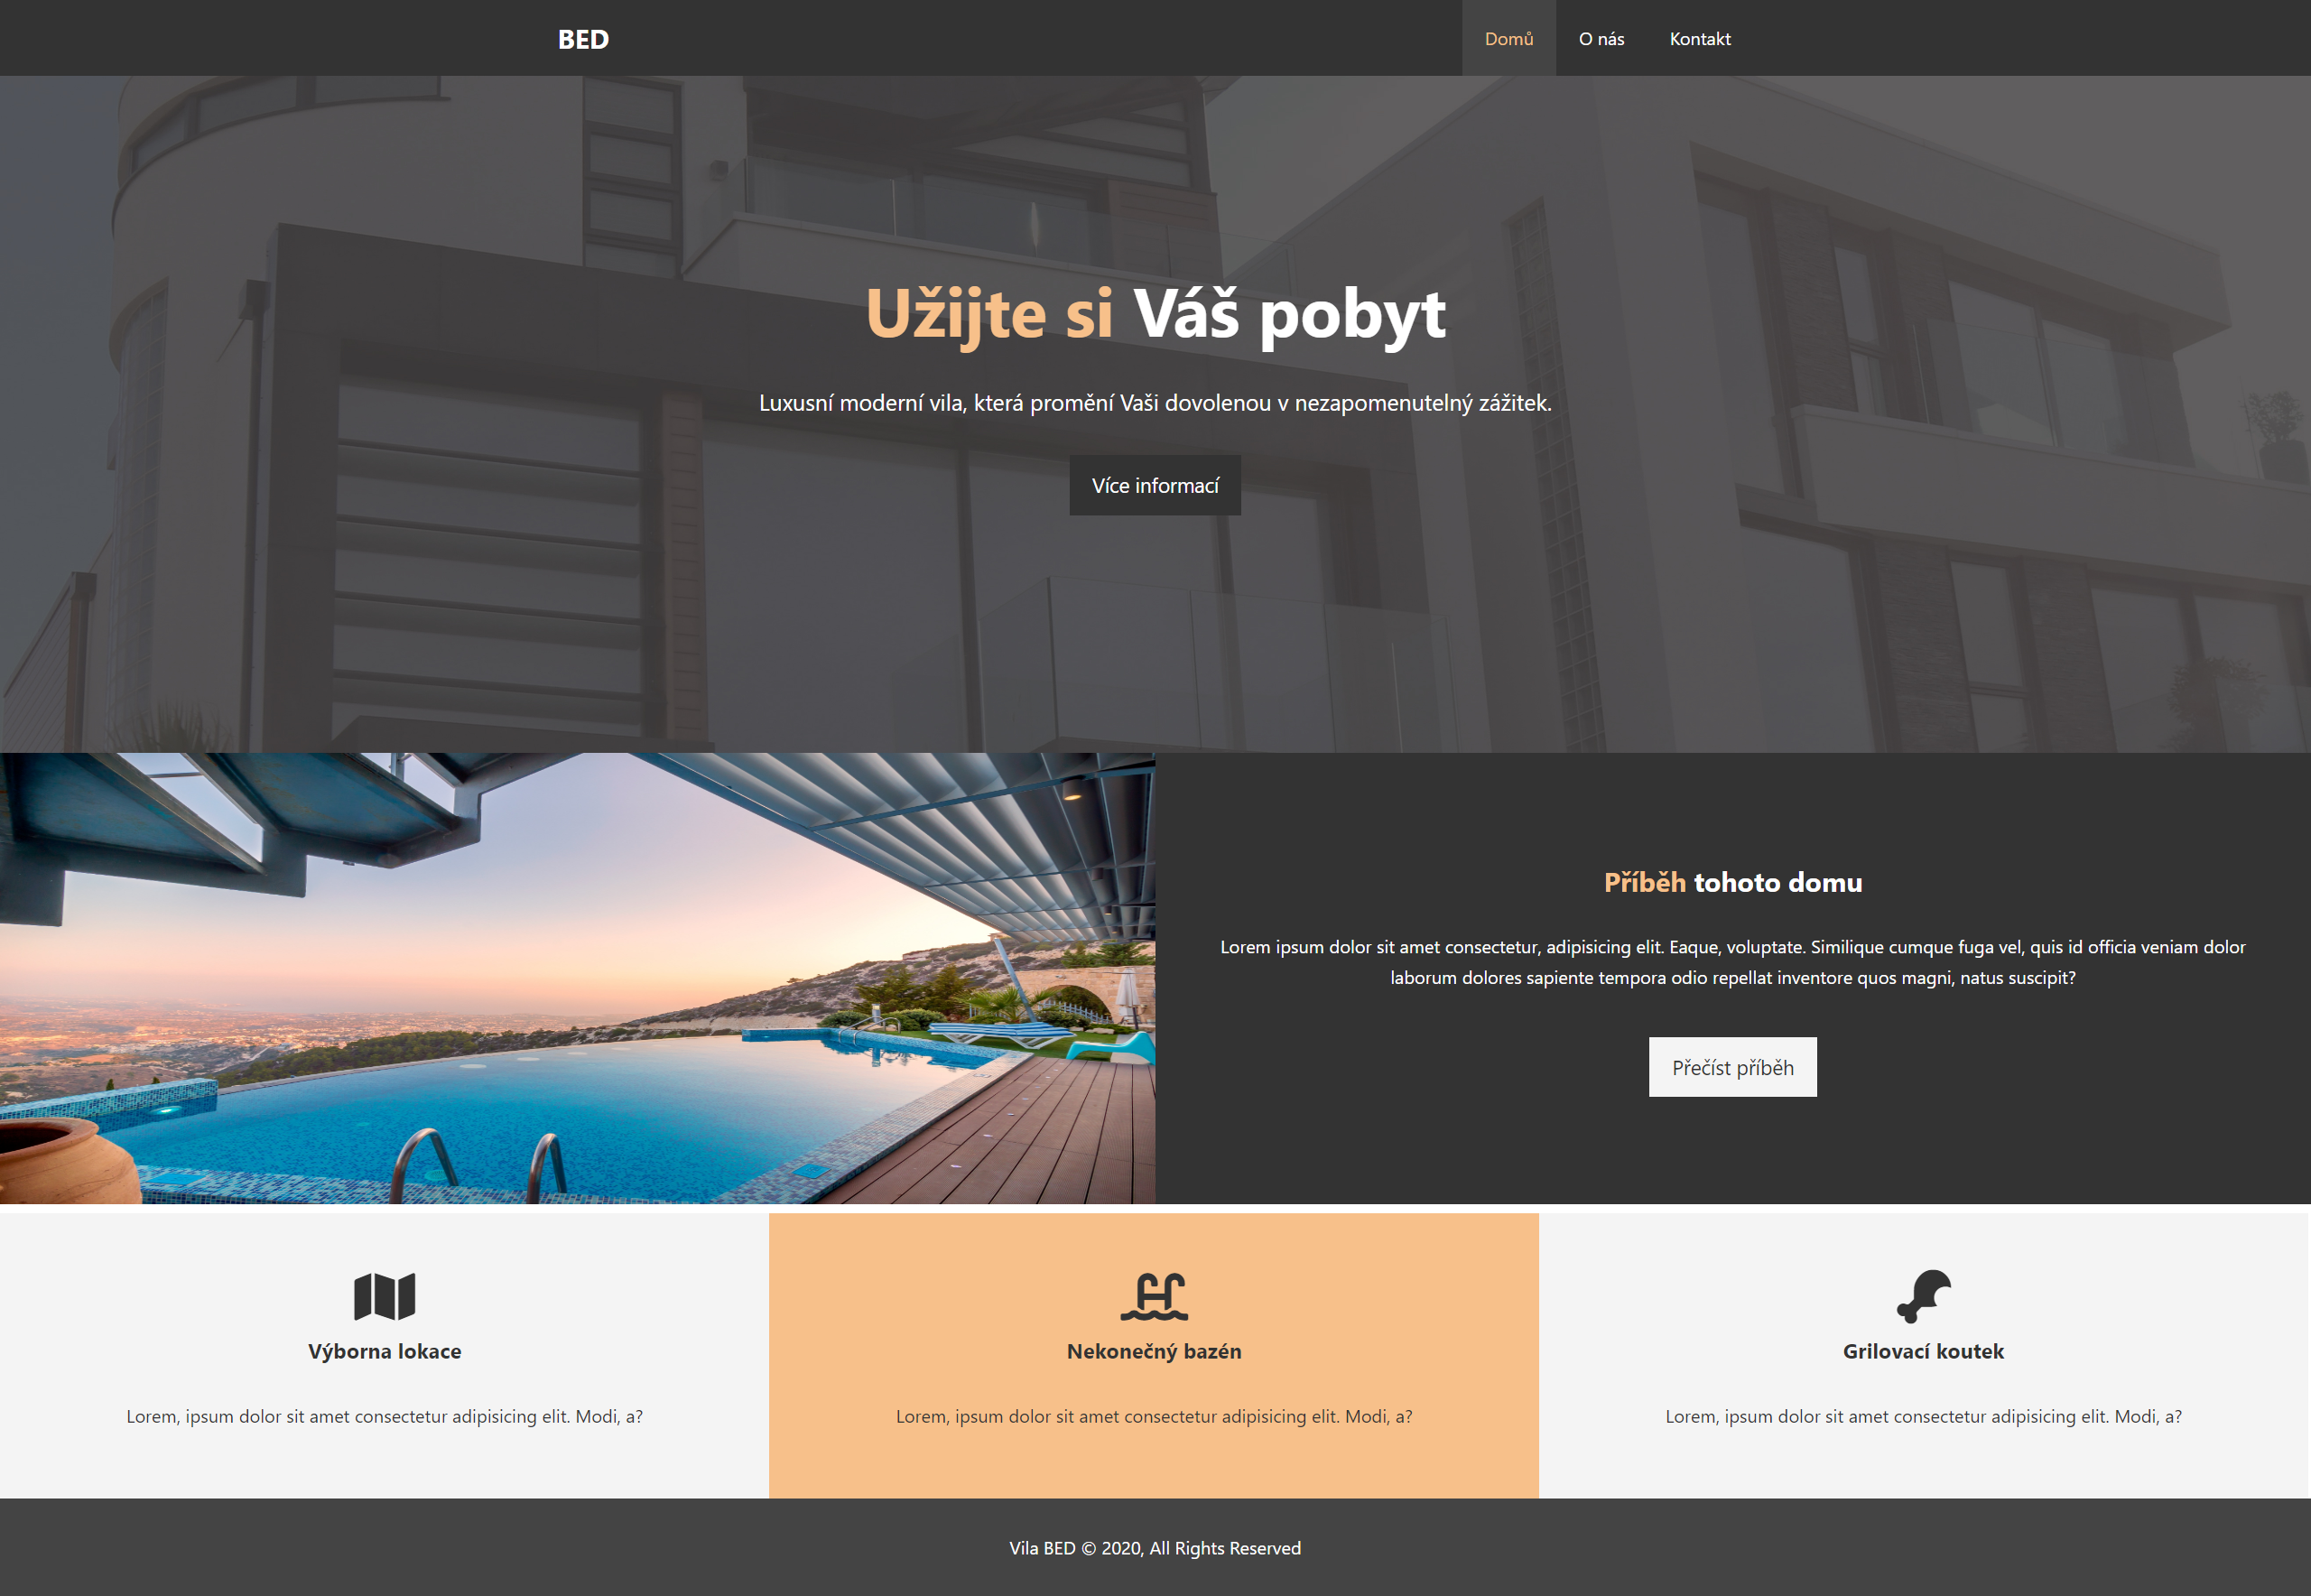 BED
Domů
O nás
Kontakt
Užijte si Váš pobyt
Luxusní moderní vila, která promění Vaši dovolenou v nezapomenutelný zážitek.
Více informací
Příběh tohoto domu
Lorem ipsum dolor sit amet consectetur, adipisicing elit. Eaque, voluptate. Similique cumque fuga vel, quis id officia veniam dolor
laborum dolores sapiente tempora odio repellat inventore quos magni, natus suscipit?
Přečíst příběh
Výborna lokace
Lorem, ipsum dolor sit amet consectetur adipisicing elit. Modi, a?
Nekonečný bazén
Lorem, ipsum dolor sit amet consectetur adipisicing elit. Modi, a?
Grilovací koutek
Lorem, ipsum dolor sit amet consectetur adipisicing elit. Modi, a?
Vila BED © 2020, All Rights Reserved